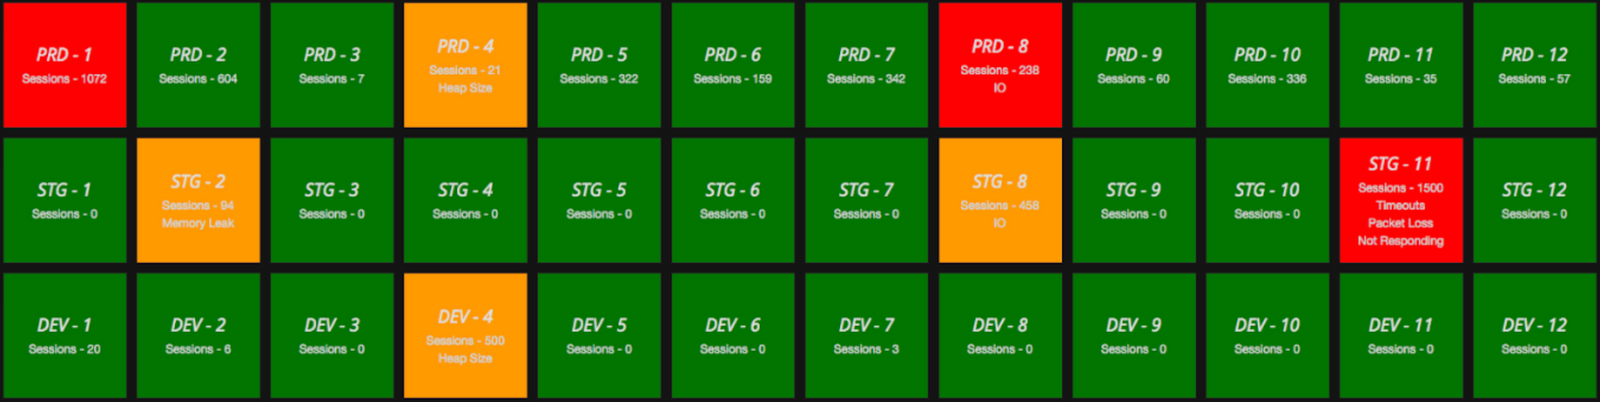 PRD - 1
Sessions - 1072
PRD - 2
Sessions - 604
PRD - 3
Sessions - 7
PRD - 4
Sessions - 21
Heap Size
PRD - 5
Sessions - 322
PRD - 6
Sessions - 159
PRD - 7
Sessions - 342
PRD - 8
Sessions - 238
IO
PRD - 9
Sessions - 60
PRD - 10
Sessions - 336
PRD - 11
Sessions - 35
PRD - 12
Sessions - 57
STG - 1
Sessions - 0
STG - 2
Sessions - 94
Memory Leak
STG - 3
Sessions - 0
STG - 4
Sessions - 0
STG - 5
Sessions - 0
STG - 6
Sessions - 0
STG - 7
Sessions - 0
STG - 8
Sessions - 458
IO
STG - 9
Sessions - 0
STG - 10
Sessions - 0
STG - 11
Sessions - 1500
Timeouts
Packet Loss
Not Responding
STG - 12
Sessions - 0
DEV - 1
Sessions - 20
DEV - 2
Sessions - 6
DEV - 3
Sessions - 0
DEV - 4
Sessions - 500
Heap Size
DEV - 5
Sessions - 0
DEV - 6
Sessions - 0
DEV - 7
Sessions - 3
DEV - 8
Sessions - 0
DEV - 9
Sessions - 0
DEV - 10
Sessions - 0
DEV - 11
Sessions - 0
DEV - 12
Sessions - 0